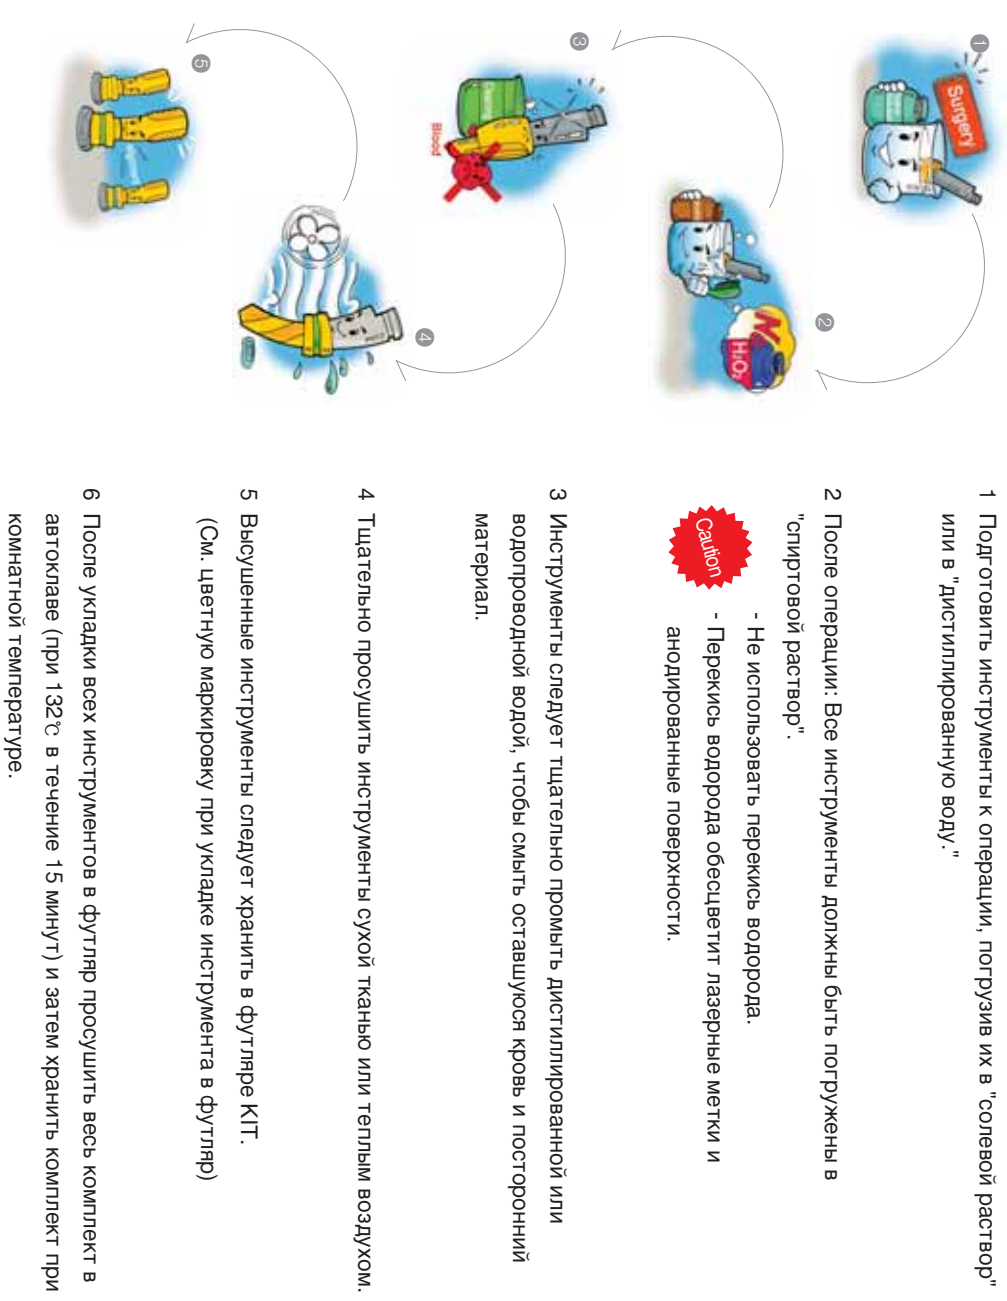 1
Surgery
2
N
H2O2
3
Blood
4
5
1 Подготовить инструменты к операции, погрузив их в "солевой раствор"
или в "дистиллированную воду."
2 После операции: Все инструменты должны быть погружены в
"спиртовой раствор".
Caution
- Не использовать перекись водорода.
- Перекись водорода обесцветит лазерные метки и
анодированные поверхности.
3 Инструменты следует тщательно промыть дистиллированной или
водопроводной водой, чтобы смыть оставшуюся кровь и посторонний
материал.
4 Тщательно просушить инструменты сухой тканью или теплым воздухом.
5 Высушенные инструменты следует хранить в футляре KIT.
(См. цветную маркировку при укладке инструмента в футляр)
6 После укладки всех инструментов в футляр просушить весь комплект в
автоклаве (при 132℃ в течение 15 минут) и затем хранить комплект при
комнатной температуре.